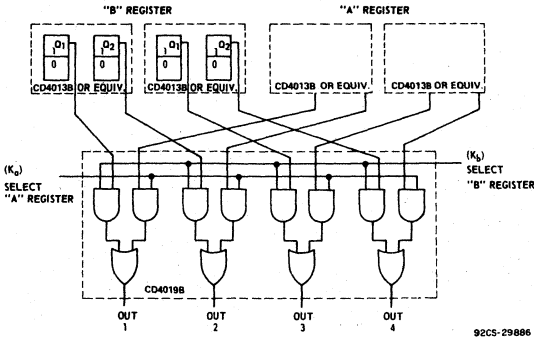 "B" REGISTER
"A" REGISTER
1 Q1
0
1 Q2
0
1 Q1
0
1 Q2
0
CD4013B OR EQUIV.
CD4013B OR EQUIV.
CD4013B OR EQUIV.
CD4013B OR EQUIV.
(Ka)
SELECT
"A" REGISTER
(Kb)
SELECT
"B" REGISTER
CD4019B
OUT
1
OUT
2
OUT
3
OUT
4
92CS-29886